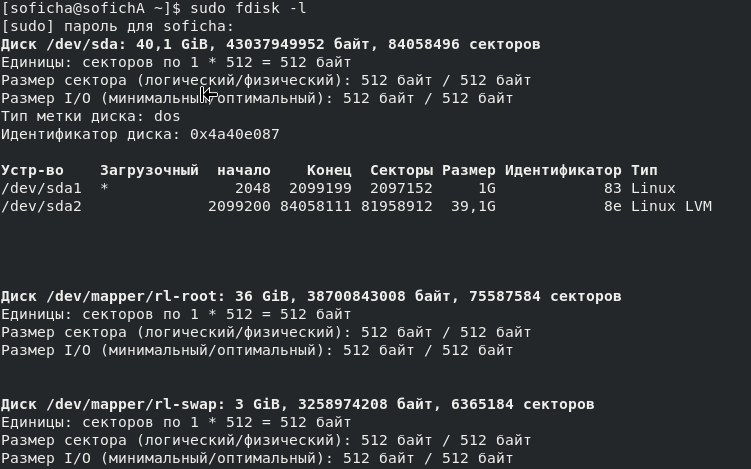 [soficha@sofichA ~]$ sudo fdisk -l
[sudo] пароль для soficha:
Диск /dev/sda: 40,1 GiB, 43037949952 байт, 84058496 секторов
Единицы: секторов по 1 * 512 = 512 байт
Размер сектора (логический/физический): 512 байт / 512 байт
Размер I/O (минимальный/оптимальный): 512 байт / 512 байт
Тип метки диска: dos
Идентификатор диска: 0x4a40e087
Устр-во    Загрузочный  начало    Конец  Секторы Размер Идентификатор Тип
/dev/sda1  *              2048  2099199  2097152     1G            83 Linux
/dev/sda2              2099200 84058111 81958912  39,1G            8e Linux LVM
Диск /dev/mapper/rl-root: 36 GiB, 38700843008 байт, 75587584 секторов
Единицы: секторов по 1 * 512 = 512 байт
Размер сектора (логический/физический): 512 байт / 512 байт
Размер I/O (минимальный/оптимальный): 512 байт / 512 байт
Диск /dev/mapper/rl-swap: 3 GiB, 3258974208 байт, 6365184 секторов
Единицы: секторов по 1 * 512 = 512 байт
Размер сектора (логический/физический): 512 байт / 512 байт
Размер I/O (минимальный/оптимальный): 512 байт / 512 байт